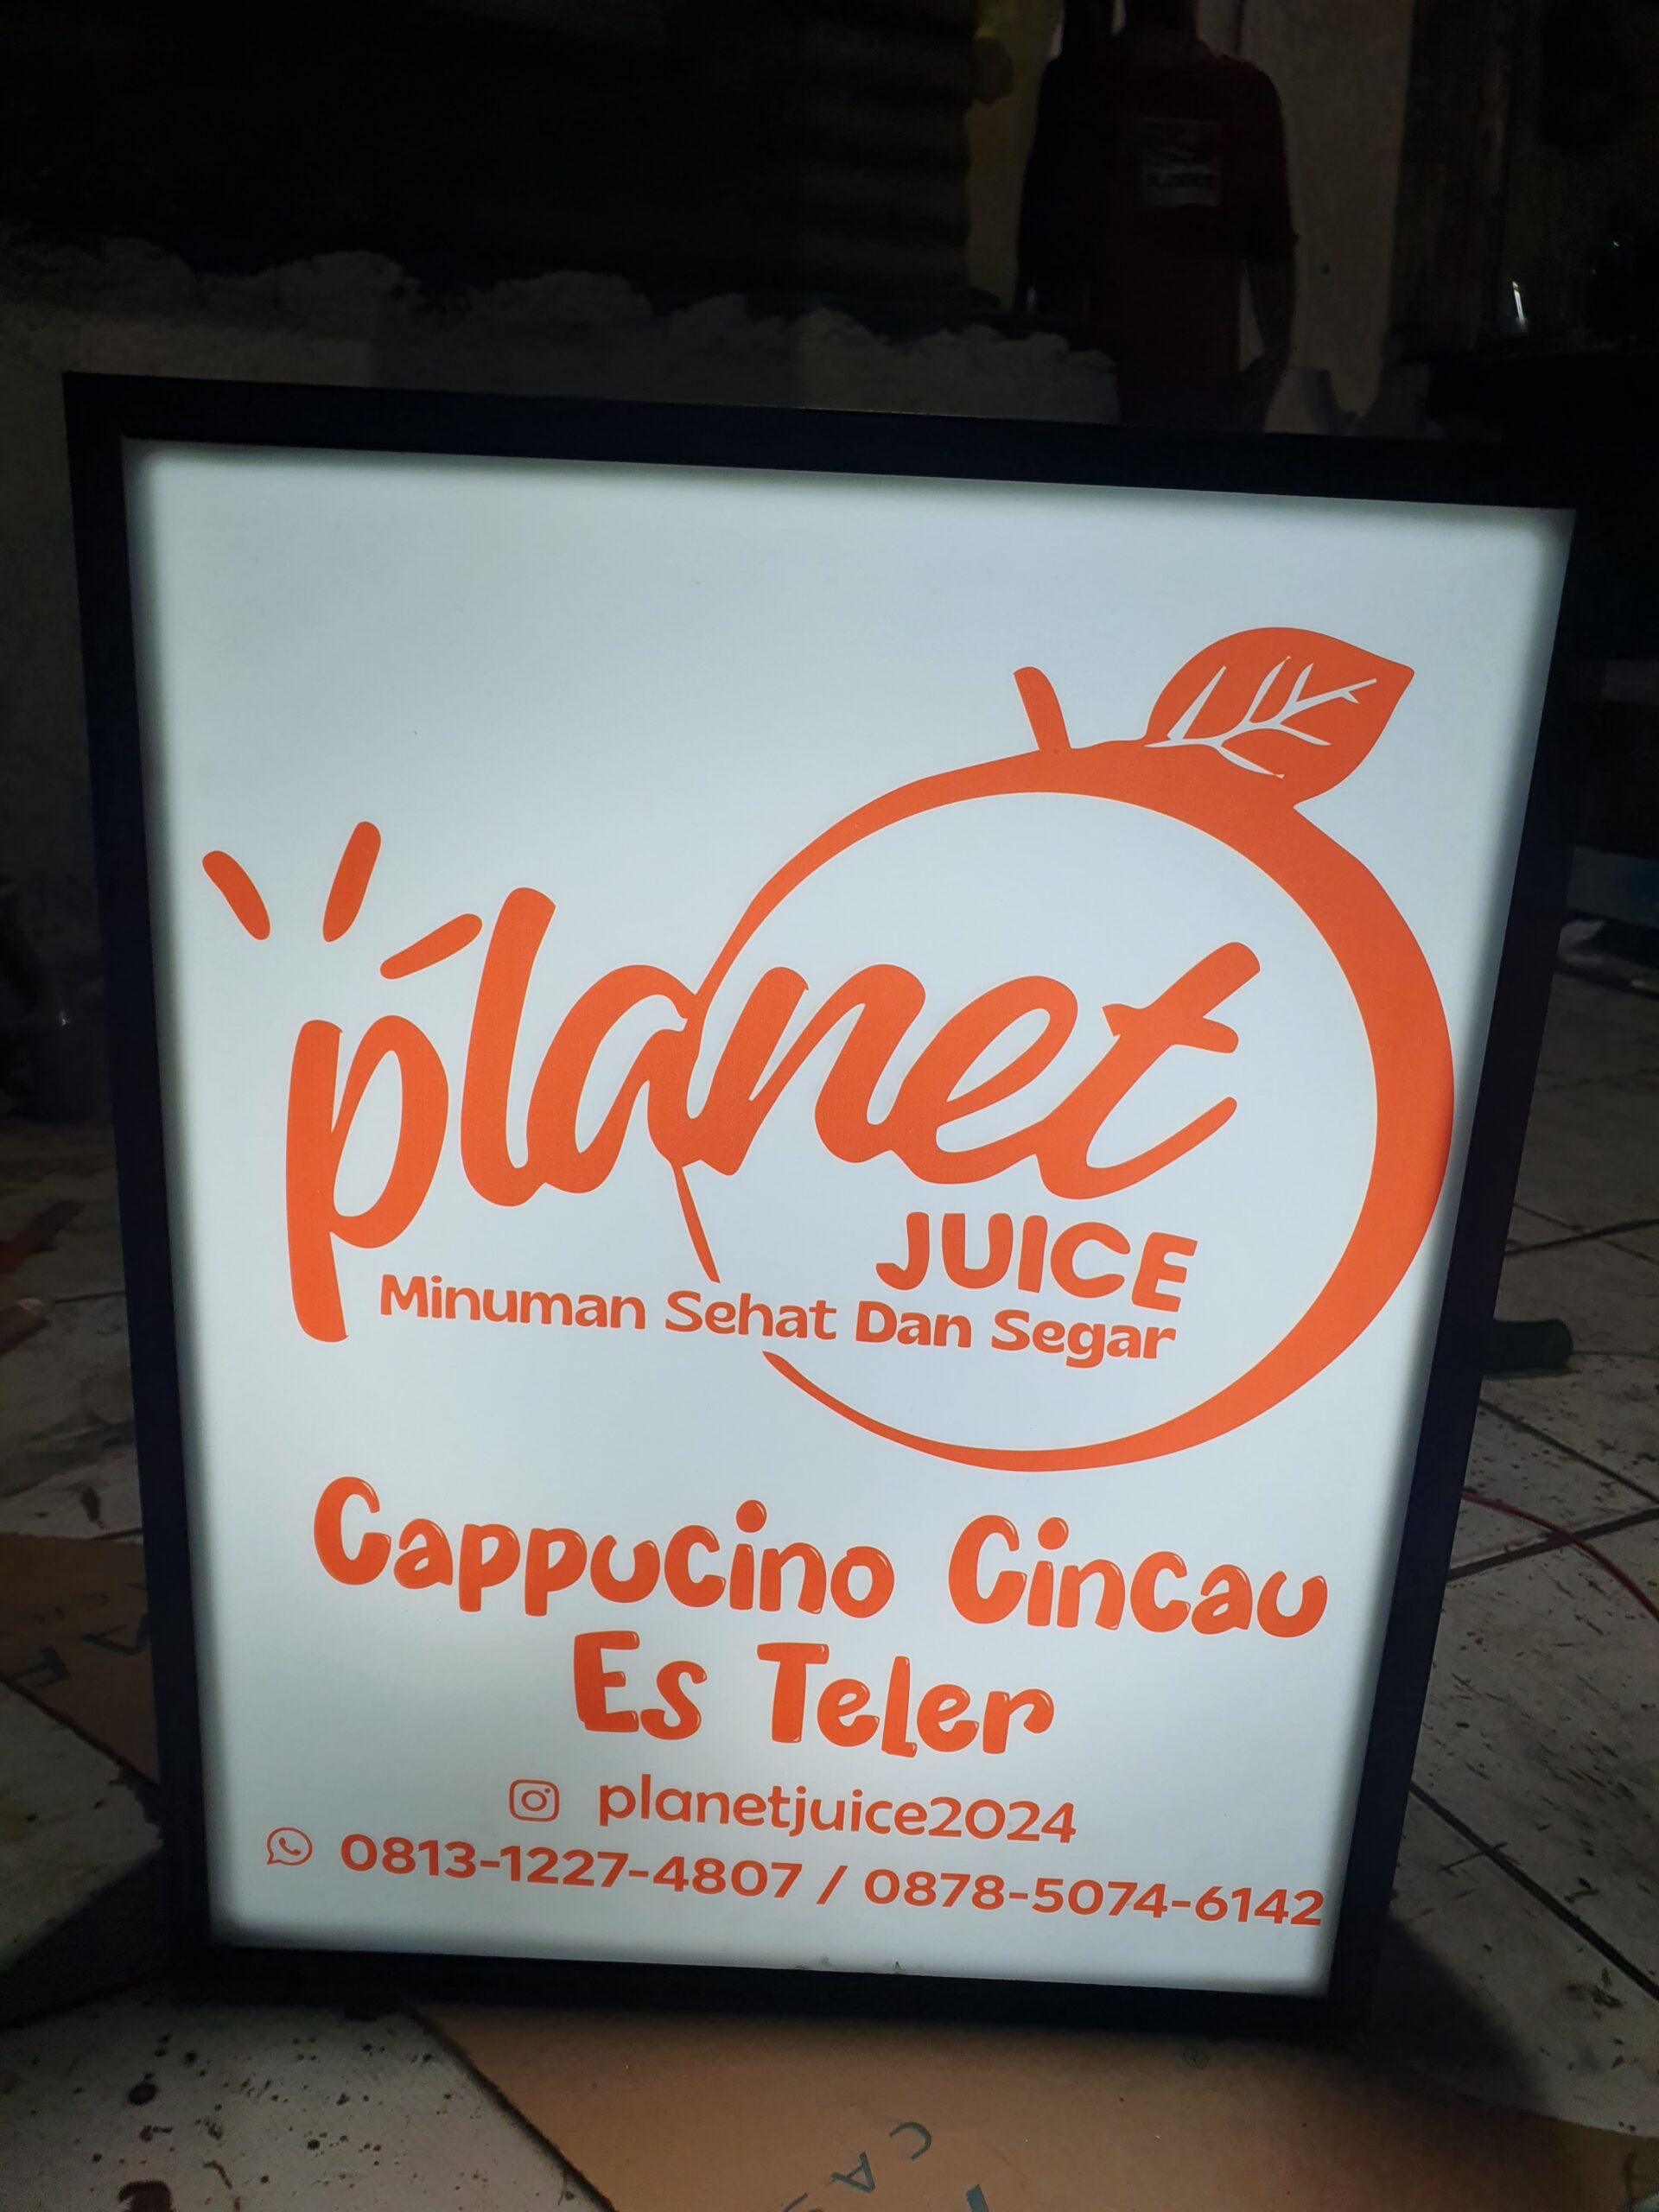 planet
JUICE
Minuman Sehat Dan Segar
Cappucino Cincau
Es Teler
planetjuice2024
0813-1227-4807 / 0878-5074-6142